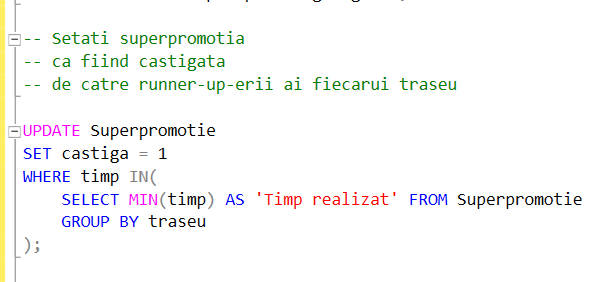 -- Setati superpromotia
-- ca fiind castigata
-- de catre runner-up-erii ai fiecarui traseu
UPDATE Superpromotie
SET castiga = 1
WHERE timp IN(
SELECT MIN(timp) AS 'Timp realizat' FROM Superpromotie
GROUP BY traseu
);